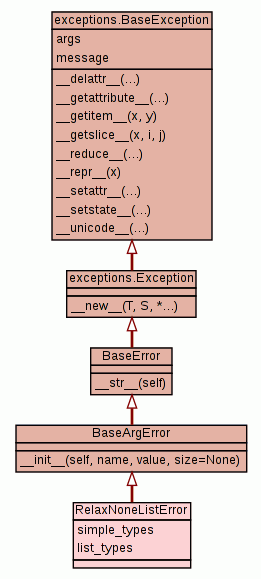 exceptions.BaseException
args
message
__delattr__(...)
__getattribute__(...)
__getitem__(x, y)
__getslice__(x, i, j)
__reduce__(...)
__repr__(x)
__setattr__(...)
__setstate__(...)
__unicode__(...)
exceptions.Exception
__new__(T, S, *...)
BaseError
__str__(self)
BaseArgError
__init__(self, name, value, size=None)
RelaxNoneListError
simple_types
list_types